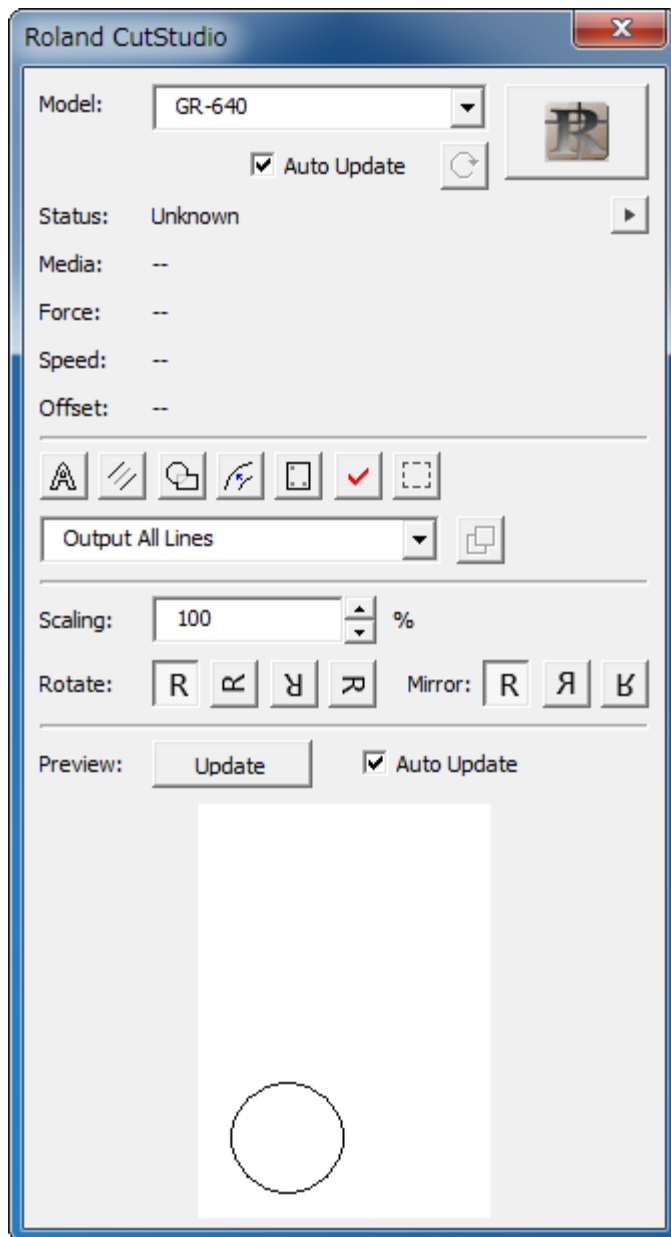 Roland CutStudio
Model: GR-640
Auto Update
Status: Unknown
Media: --
Force: --
Speed: --
Offset: --
Output All Lines
Scaling: 100 %
Rotate: R R R R Mirror: R R R
Preview: Update Auto Update